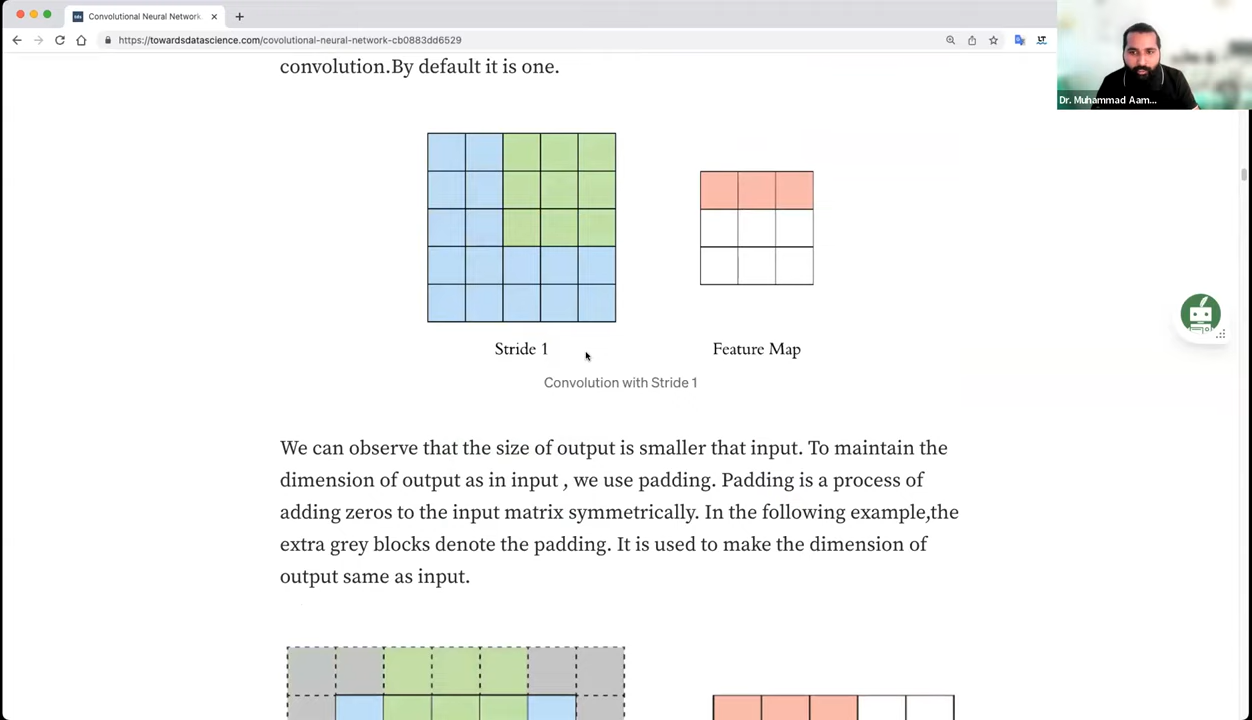 Convolutional Neural Network.
https://towardsdatascience.com/covolutional-neural-network-cb0883dd6529
Dr. Muhammad Aam...
convolution.By default it is one.
Stride 1
Feature Map
Convolution with Stride 1
We can observe that the size of output is smaller that input. To maintain the
dimension of output as in input , we use padding. Padding is a process of
adding zeros to the input matrix symmetrically. In the following example,the
extra grey blocks denote the padding. It is used to make the dimension of
output same as input.